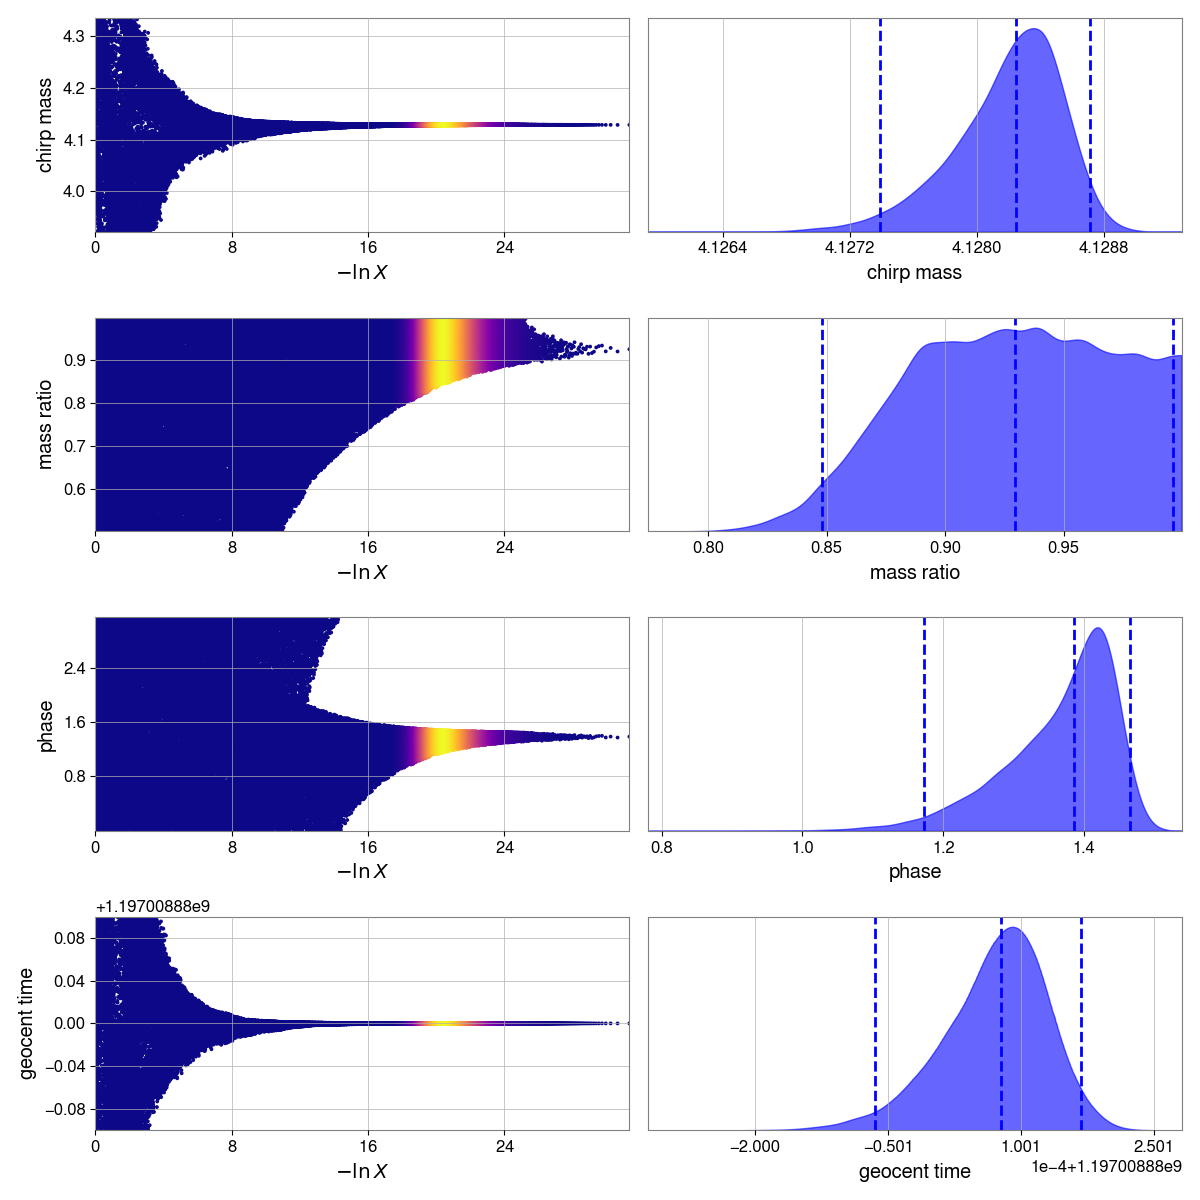 4.3
4.2
4.1
4.0
chirp mass
0 8 16 24
−ln X
4.1264 4.1272 4.1280 4.1288
chirp mass
0.9
0.8
0.7
0.6
mass ratio
0 8 16 24
−ln X
0.80 0.85 0.90 0.95
mass ratio
2.4
1.6
0.8
phase
0 8 16 24
−ln X
0.8 1.0 1.2 1.4
phase
+1.19700888e9
0.08
0.04
0.00
−0.04
−0.08
geocent time
0 8 16 24
−ln X
−2.000 −0.501 1.001 2.501
1e−4+1.19700888e9
geocent time